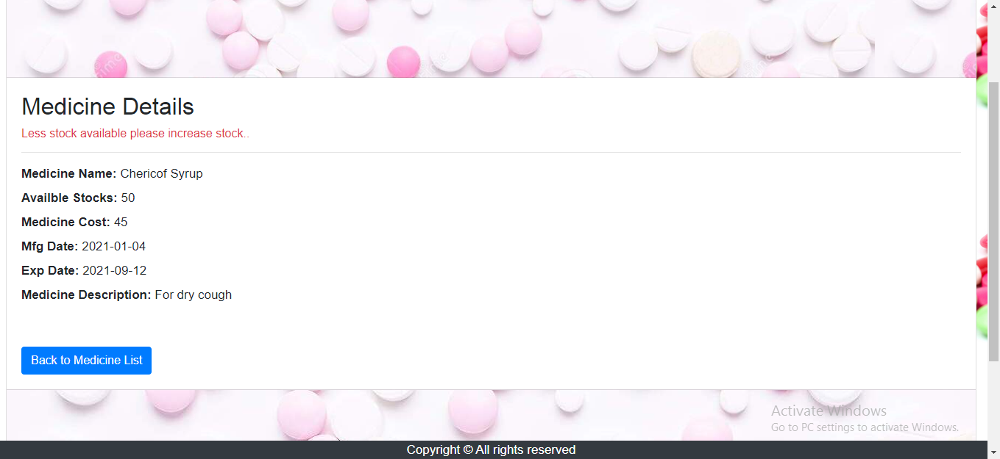 Medicine Details
Less stock available please increase stock..
Medicine Name: Chericof Syrup
Availble Stocks: 50
Medicine Cost: 45
Mfg Date: 2021-01-04
Exp Date: 2021-09-12
Medicine Description: For dry cough
Back to Medicine List
Activate Windows
Go to PC settings to activate Windows.
Copyright © All rights reserved